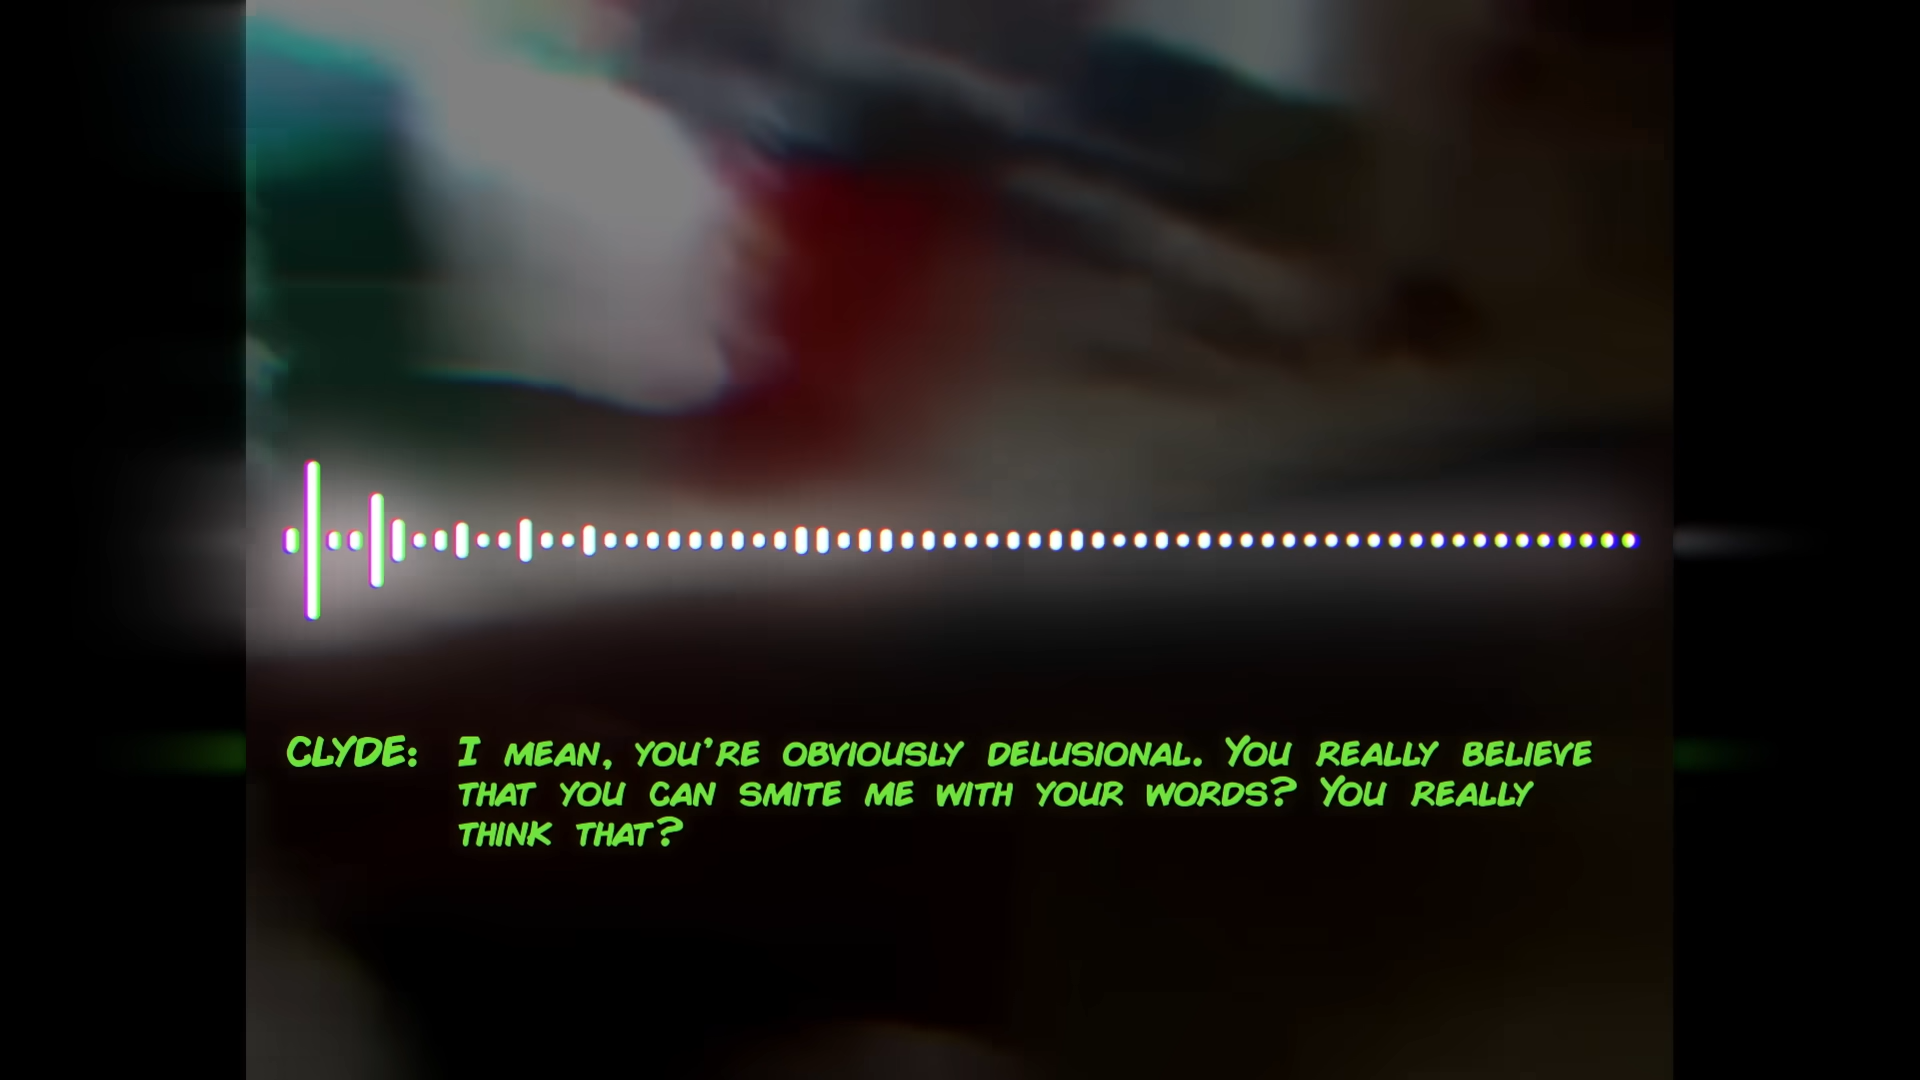 CLYDE: I MEAN, YOU'RE OBVIOUSLY DELUSIONAL. YOU REALLY BELIEVE
THAT YOU CAN SMITE ME WITH YOUR WORDS? YOU REALLY
THINK THAT?